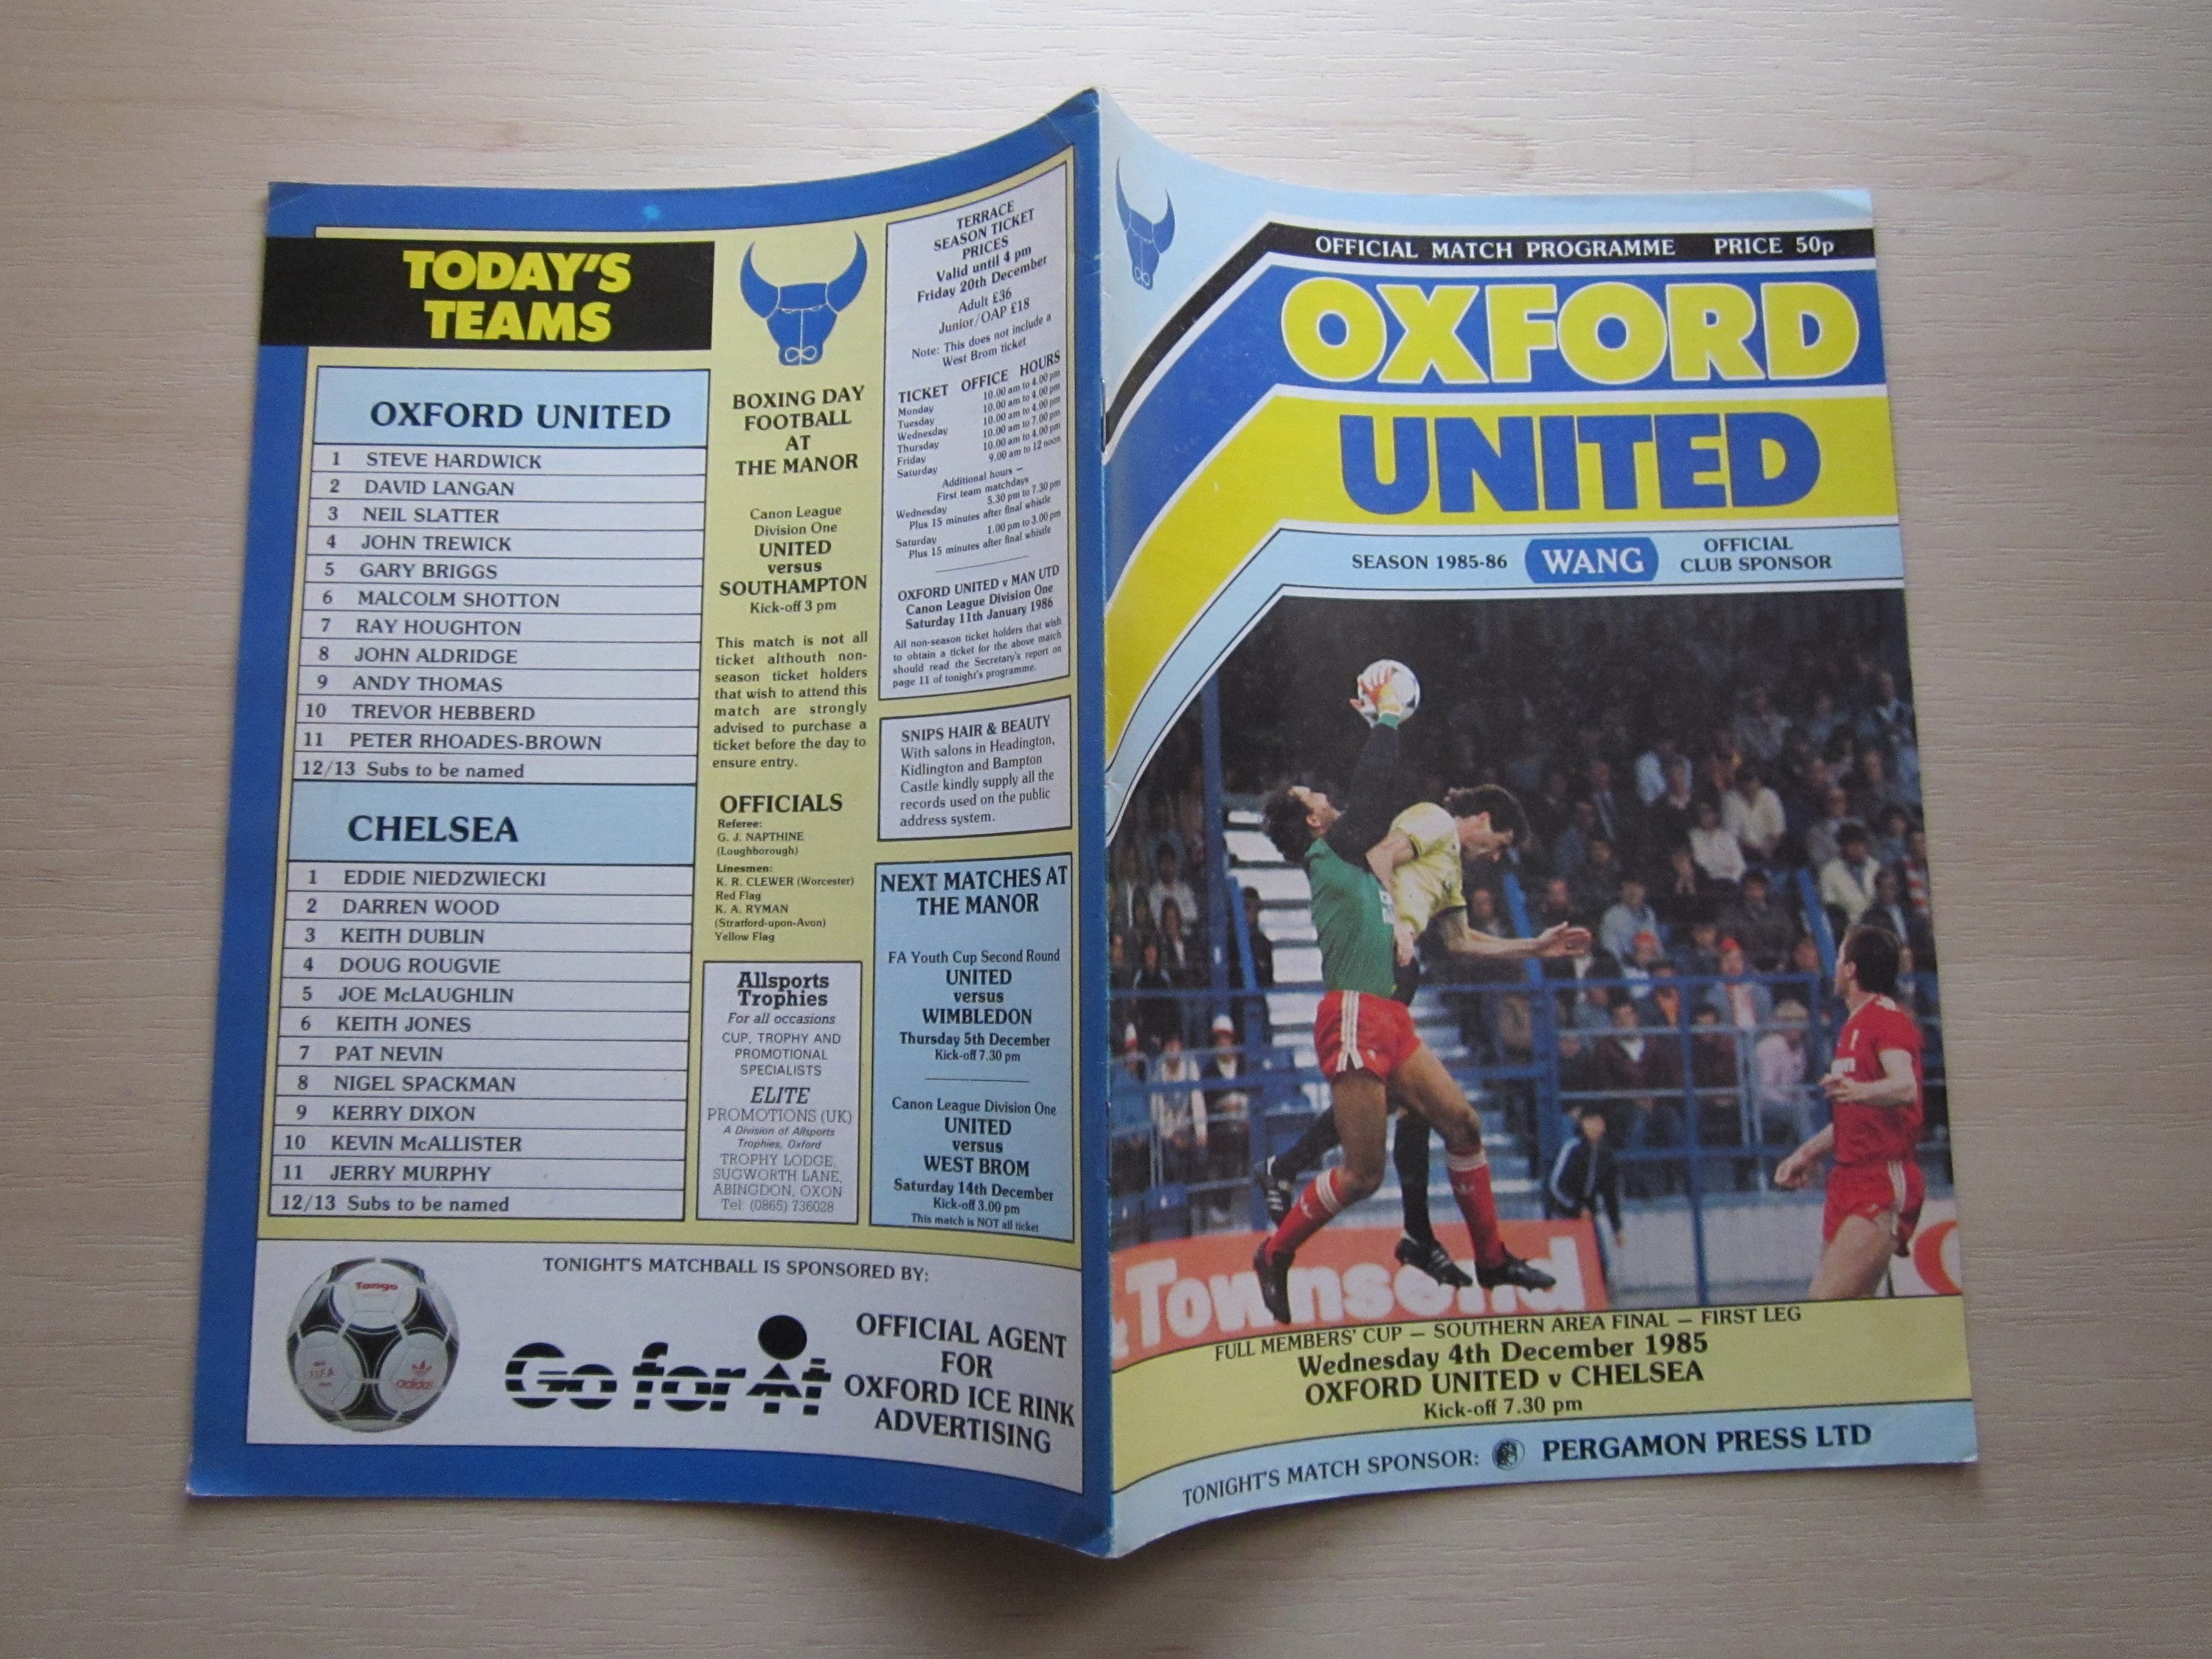 TODAY'S
TEAMS
OXFORD UNITED
1 STEVE HARDWICK
2 DAVID LANGAN
3 NEIL SLATTER
4 JOHN TREWICK
5 GARY BRIGGS
6 MALCOLM SHOTTON
7 RAY HOUGHTON
8 JOHN ALDRIDGE
9 ANDY THOMAS
10 TREVOR HEBBERD
11 PETER RHOADES-BROWN
12/13 Subs to be named
CHELSEA
1 EDDIE NIEDZWIECKI
2 DARREN WOOD
3 KEITH DUBLIN
4 DOUG ROUGVIE
5 JOE McLAUGHLIN
6 KEITH JONES
7 PAT NEVIN
8 NIGEL SPACKMAN
9 KERRY DIXON
10 KEVIN McALLISTER
11 JERRY MURPHY
12/13 Subs to be named
BOXING DAY
FOOTBALL
AT
THE MANOR
Canon League
Division One
UNITED
versus
SOUTHAMPTON
Kick-off 3 pm
This match is not all
ticket althouth non-
season ticket holders
that wish to attend this
match are strongly
advised to purchase a
ticket before the day to
ensure entry.
OFFICIALS
Referee:
G. J. NAPTHINE
(Loughborough)
Linesmen:
K. R. CLEWER (Worcester)
Red Flag
K. A. RYMAN
(Stratford-upon-Avon)
Yellow Flag
Allsports
Trophies
For all occasions
CUP, TROPHY AND
PROMOTIONAL
SPECIALISTS
ELITE
PROMOTIONS (UK)
A Division of Allsports
Trophies, Oxford
TROPHY LODGE,
SUGWORTH LANE,
ABINGDON, OXON
Tel: (0865) 736028
TERRACE
SEASON TICKET
PRICES
Valid until 4 pm
Friday 20th December
Adult £36
Junior/OAP £18
Note: This does not include a
West Brom ticket
TICKET OFFICE HOURS
Monday 10.00 am to 4.00 pm
Tuesday 10.00 am to 4.00 pm
Wednesday 10.00 am to 4.00 pm
Thursday 10.00 am to 7.00 pm
Friday 10.00 am to 4.00 pm
Saturday 9.00 am to 12 noon
Additional hours —
First team matchdays
Wednesday 5.30 pm to 7.30 pm
Plus 15 minutes after final whistle
Saturday 1.00 pm to 3.00 pm
Plus 15 minutes after final whistle
OXFORD UNITED v MAN UTD
Canon League Division One
Saturday 11th January 1986
All non-season ticket holders that wish
to obtain a ticket for the above match
should read the Secretary's report on
page 11 of tonight's programme.
SNIPS HAIR & BEAUTY
With salons in Headington,
Kidlington and Bampton
Castle kindly supply all the
records used on the public
address system.
NEXT MATCHES AT
THE MANOR
FA Youth Cup Second Round
UNITED
versus
WIMBLEDON
Thursday 5th December
Kick-off 7.30 pm
Canon League Division One
UNITED
versus
WEST BROM
Saturday 14th December
Kick-off 3.00 pm
This match is NOT all ticket
TONIGHT'S MATCHBALL IS SPONSORED BY:
Tango
FIFA
adidas
Go for it
OFFICIAL AGENT
FOR
OXFORD ICE RINK
ADVERTISING
OFFICIAL MATCH PROGRAMME PRICE 50p
OXFORD
UNITED
SEASON 1985-86
WANG
OFFICIAL
CLUB SPONSOR
Townsend
FULL MEMBERS' CUP — SOUTHERN AREA FINAL — FIRST LEG
Wednesday 4th December 1985
OXFORD UNITED v CHELSEA
Kick-off 7.30 pm
TONIGHT'S MATCH SPONSOR: PERGAMON PRESS LTD